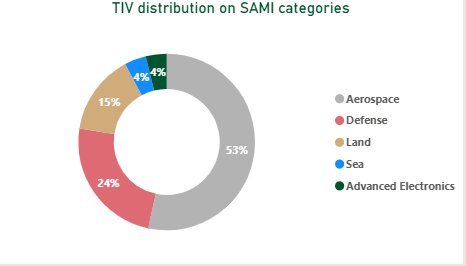 TIV distribution on SAMI categories
4%
4%
15%
53%
24%
Aerospace
Defense
Land
Sea
Advanced Electronics